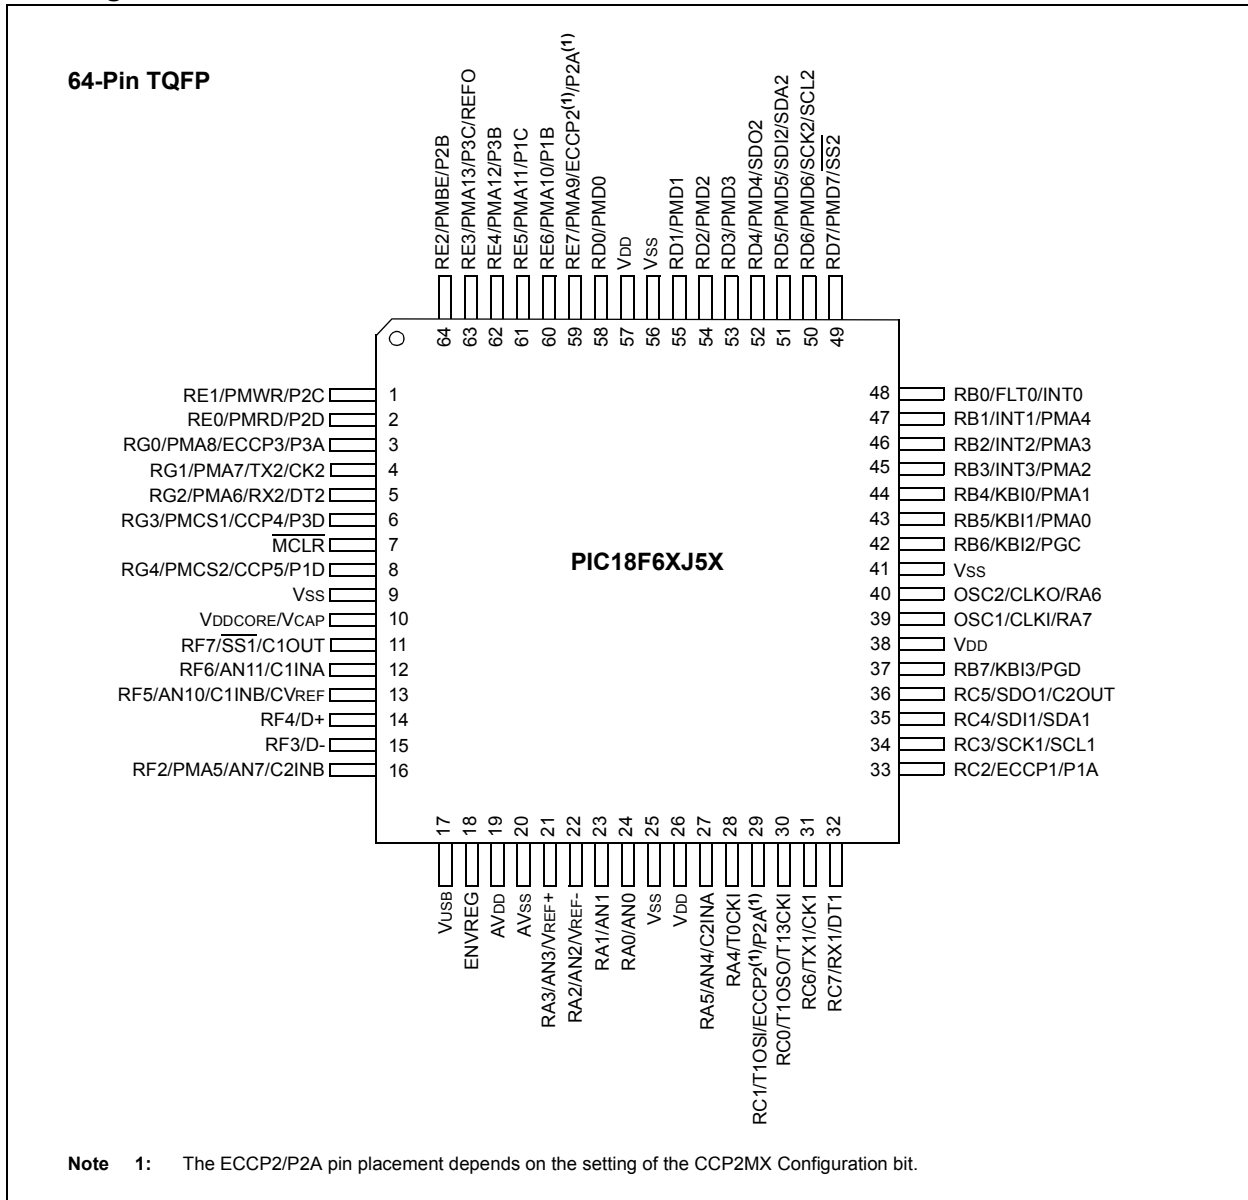 64-Pin TQFP
RE2/PMBE/P2B
RE3/PMA13/P3C/REFO
RE4/PMA12/P3B
RE5/PMA11/P1C
RE6/PMA10/P1B
RE7/PMA9/ECCP2(1)/P2A(1)
RD0/PMD0
VDD
VSS
RD1/PMD1
RD2/PMD2
RD3/PMD3
RD4/PMD4/SDO2
RD5/PMD5/SDI2/SDA2
RD6/PMD6/SCK2/SCL2
RD7/PMD7/SS2
64 63 62 61 60 59 58 57 56 55 54 53 52 51 50 49
RE1/PMWR/P2C 1
RE0/PMRD/P2D 2
RG0/PMA8/ECCP3/P3A 3
RG1/PMA7/TX2/CK2 4
RG2/PMA6/RX2/DT2 5
RG3/PMCS1/CCP4/P3D 6
MCLR 7
RG4/PMCS2/CCP5/P1D 8
VSS 9
VDDCORE/VCAP 10
RF7/SS1/C1OUT 11
RF6/AN11/C1INA 12
RF5/AN10/C1INB/CVREF 13
RF4/D+ 14
RF3/D- 15
RF2/PMA5/AN7/C2INB 16
PIC18F6XJ5X
48 RB0/FLT0/INT0
47 RB1/INT1/PMA4
46 RB2/INT2/PMA3
45 RB3/INT3/PMA2
44 RB4/KBI0/PMA1
43 RB5/KBI1/PMA0
42 RB6/KBI2/PGC
41 VSS
40 OSC2/CLKO/RA6
39 OSC1/CLKI/RA7
38 VDD
37 RB7/KBI3/PGD
36 RC5/SDO1/C2OUT
35 RC4/SDI1/SDA1
34 RC3/SCK1/SCL1
33 RC2/ECCP1/P1A
17 18 19 20 21 22 23 24 25 26 27 28 29 30 31 32
VUSB
ENVREG
AVDD
AVSS
RA3/AN3/VREF+
RA2/AN2/VREF-
RA1/AN1
RA0/AN0
VSS
VDD
RA5/AN4/C2INA
RA4/T0CKI
RC1/T1OSI/ECCP2(1)/P2A(1)
RC0/T1OSO/T13CKI
RC6/TX1/CK1
RC7/RX1/DT1
Note 1: The ECCP2/P2A pin placement depends on the setting of the CCP2MX Configuration bit.